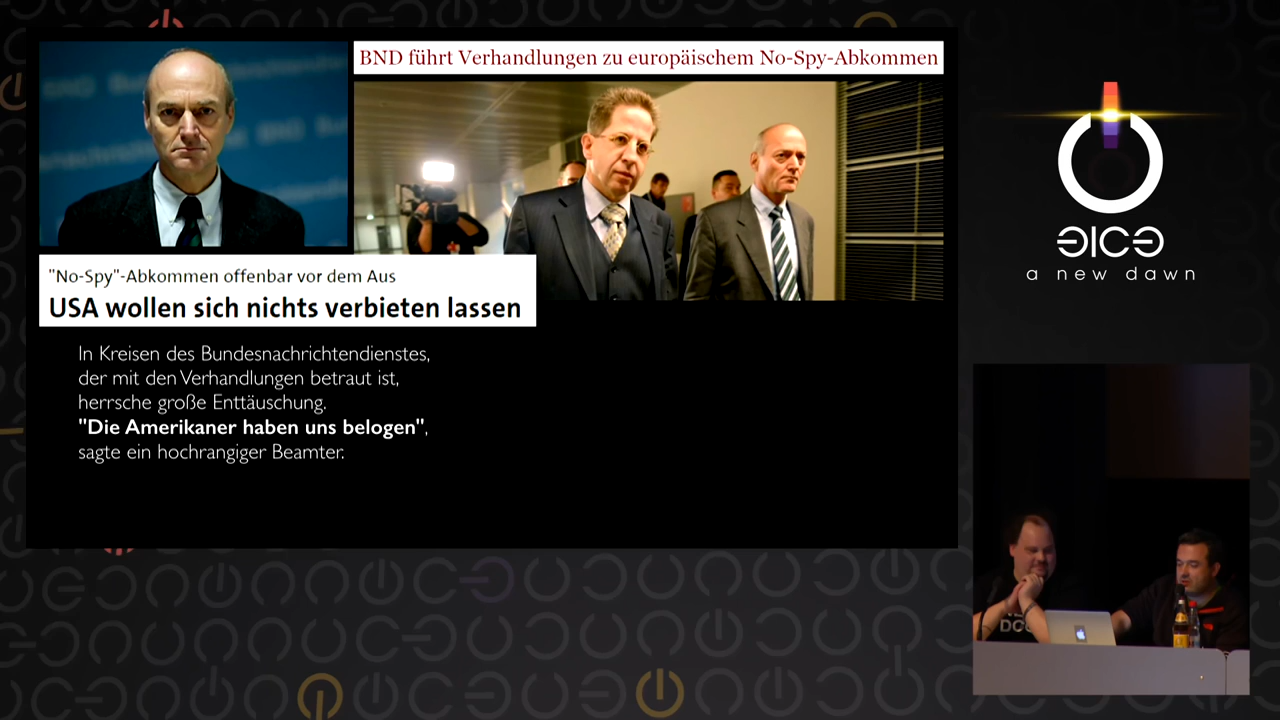 BND führt Verhandlungen zu europäischem No-Spy-Abkommen
"No-Spy"-Abkommen offenbar vor dem Aus
USA wollen sich nichts verbieten lassen
In Kreisen des Bundesnachrichtendienstes,
der mit den Verhandlungen betraut ist,
herrsche große Enttäuschung.
"Die Amerikaner haben uns belogen",
sagte ein hochrangiger Beamter.
a new dawn